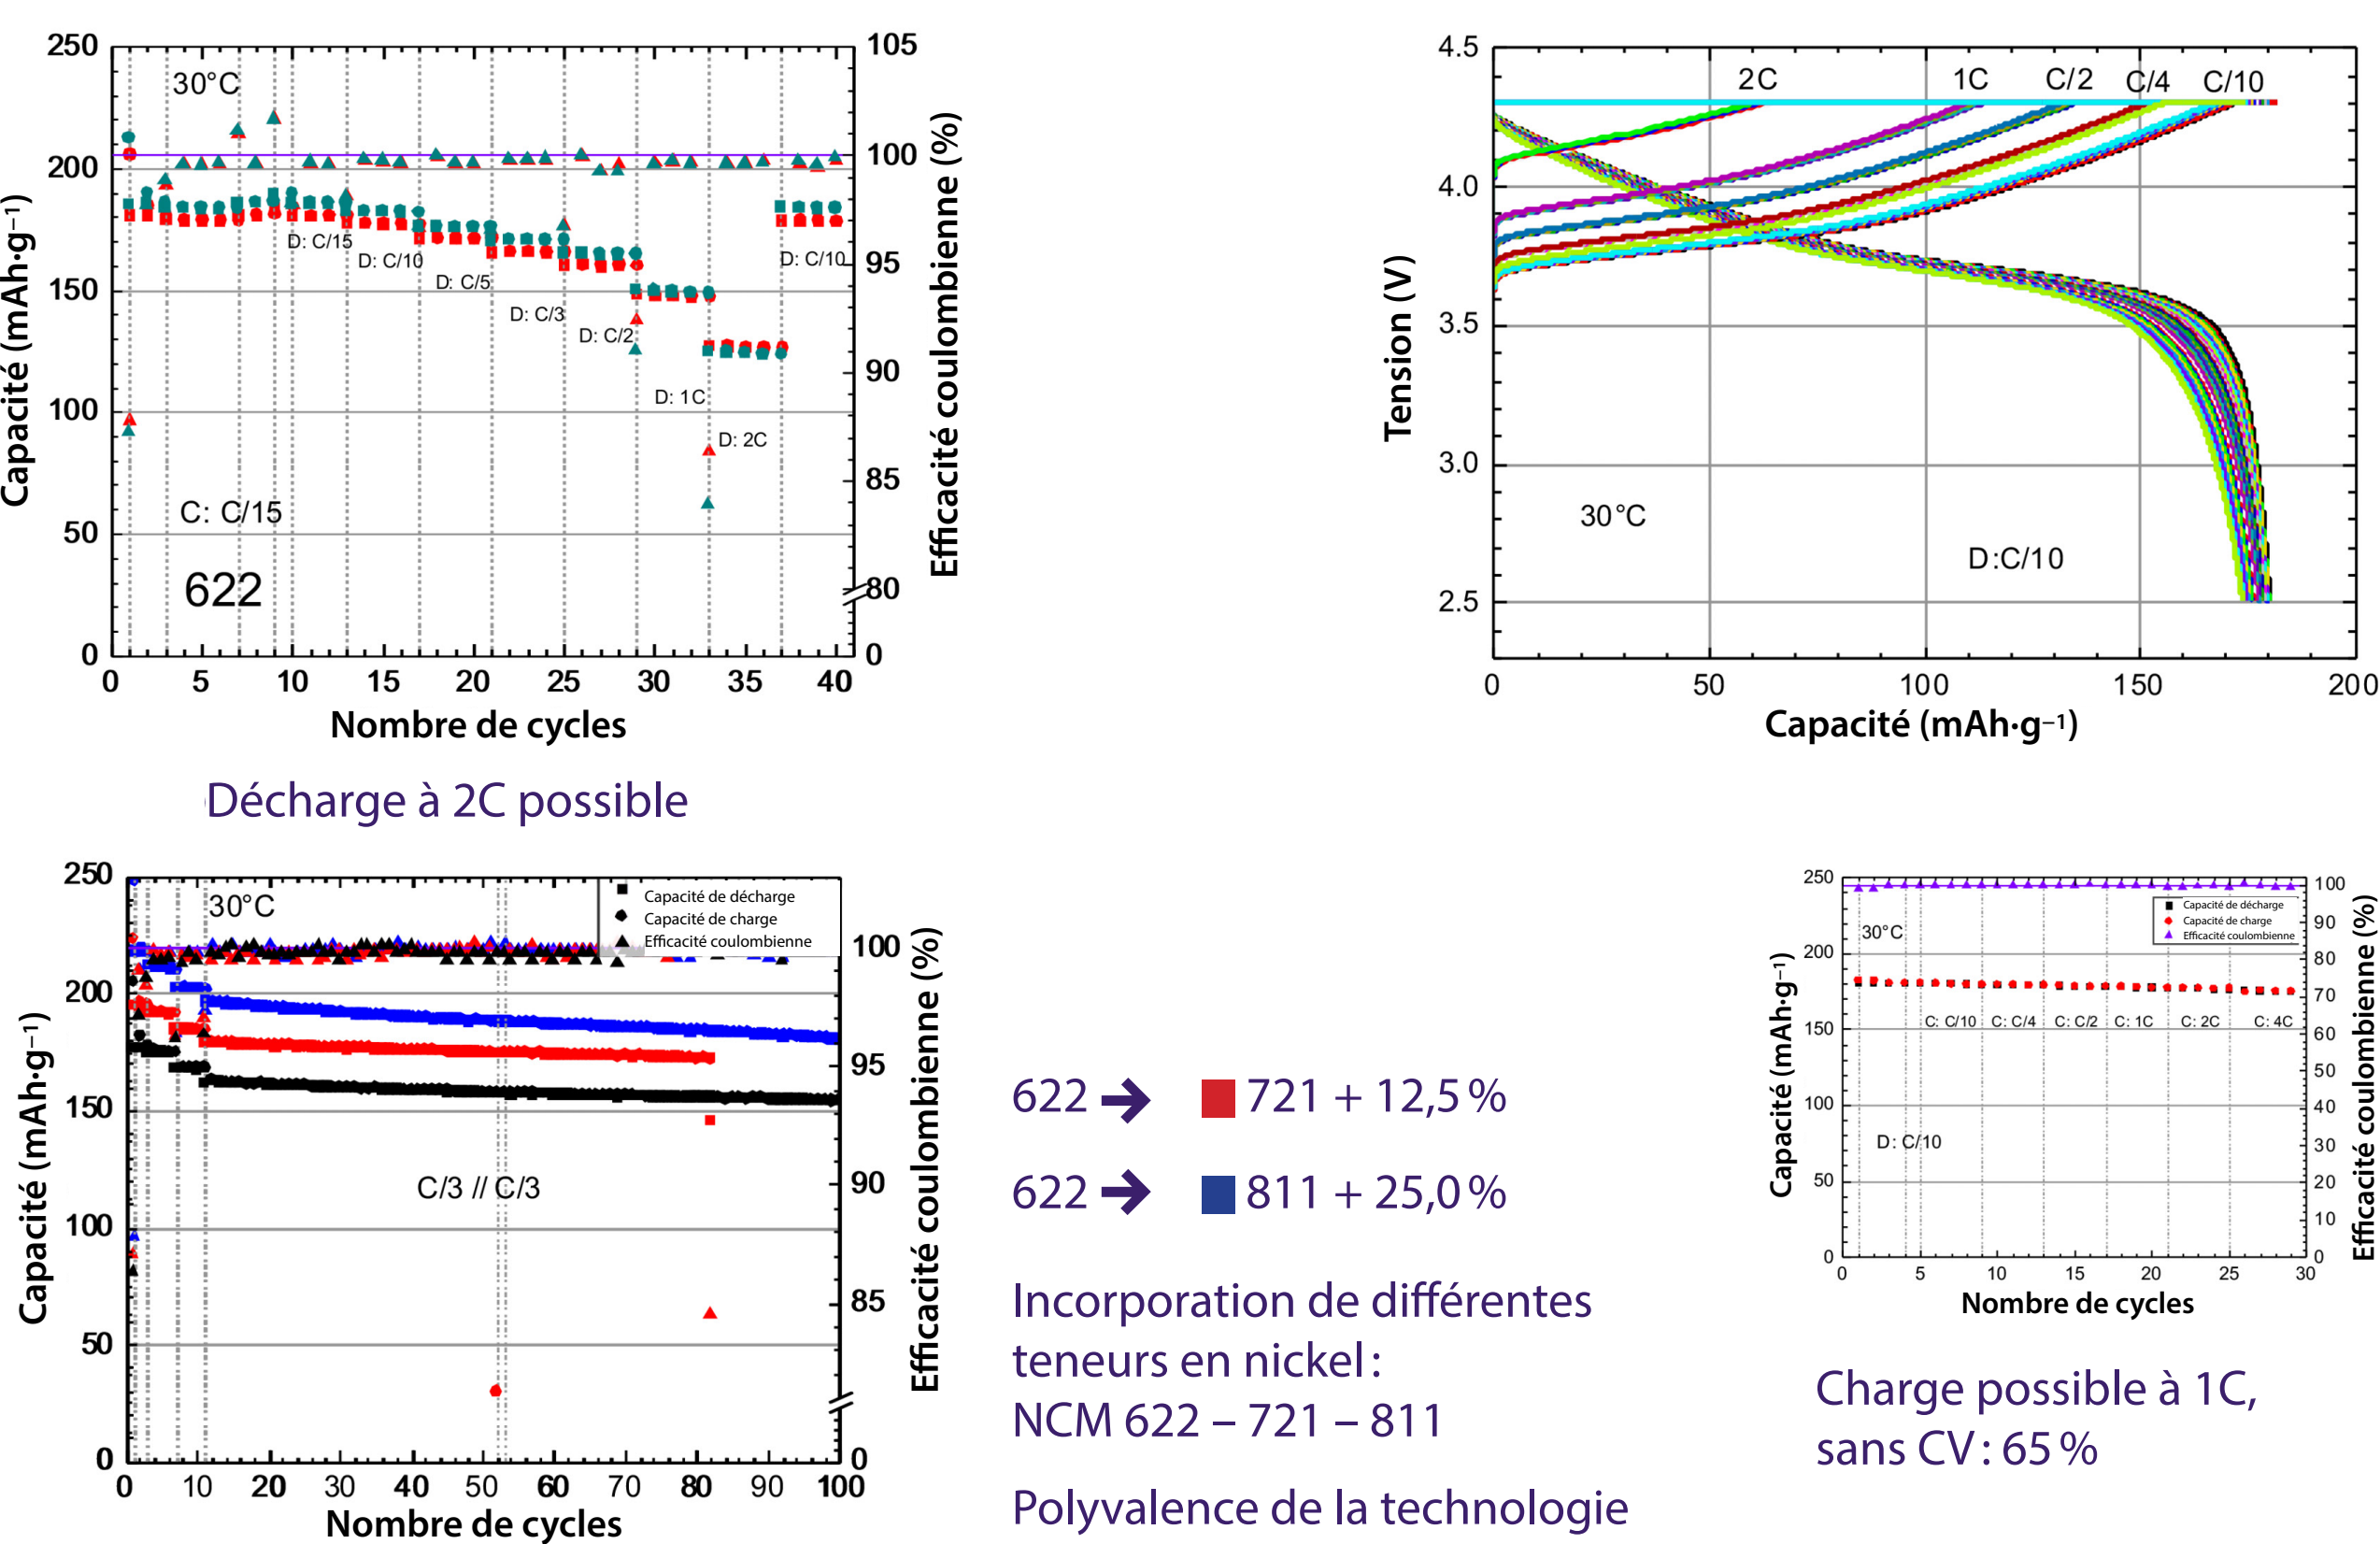 250
200
150
100
50
0
105
100
95
90
85
80
0
30°C
D: C/15
D: C/10
D: C/5
D: C/3
D: C/2
D: 1C
D: 2C
D: C/10
C: C/15
622
0 5 10 15 20 25 30 35 40
Capacité (mAh·g⁻¹)
Efficacité coulombienne (%)
Nombre de cycles
Décharge à 2C possible
4.5
4.0
3.5
3.0
2.5
2C 1C C/2 C/4 C/10
30°C
D:C/10
0 50 100 150 200
Tension (V)
Capacité (mAh·g⁻¹)
250
200
150
100
50
0
100
95
90
85
0
30°C
Capacité de décharge
Capacité de charge
Efficacité coulombienne
C/3 // C/3
0 10 20 30 40 50 60 70 80 90 100
Capacité (mAh·g⁻¹)
Efficacité coulombienne (%)
Nombre de cycles
622 → 721 + 12,5 %
622 → 811 + 25,0 %
Incorporation de différentes
teneurs en nickel :
NCM 622 – 721 – 811
Polyvalence de la technologie
250
200
150
100
50
0
100
90
80
70
60
50
40
30
20
10
0
30°C
Capacité de décharge
Capacité de charge
Efficacité coulombienne
C: C/10 C: C/4 C: C/2 C: 1C C: 2C C: 4C
D: C/10
0 5 10 15 20 25 30
Capacité (mAh·g⁻¹)
Efficacité coulombienne (%)
Nombre de cycles
Charge possible à 1C,
sans CV : 65 %